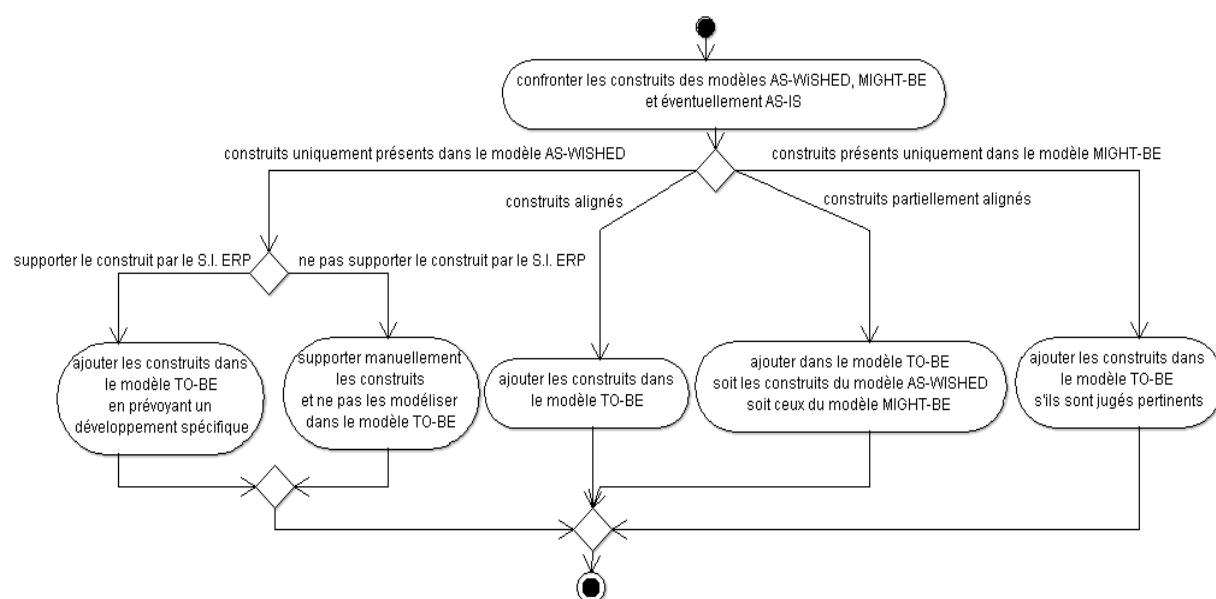 confronter les construits des modèles AS-WiSHED, MIGHT-BE
et éventuellement AS-IS
construits uniquement présents dans le modèle AS-WISHED
construits présents uniquement dans le modèle MIGHT-BE
construits alignés
construits partiellement alignés
supporter le construit par le S.I. ERP
ne pas supporter le construit par le S.I. ERP
ajouter les construits dans
le modèle TO-BE
en prévoyant un
développement spécifique
supporter manuellement
les construits
et ne pas les modéliser
dans le modèle TO-BE
ajouter les construits dans
le modèle TO-BE
ajouter dans le modèle TO-BE
soit les construits du modèle AS-WISHED
soit ceux du modèle MIGHT-BE
ajouter les construits dans
le modèle TO-BE
s'ils sont jugés pertinents